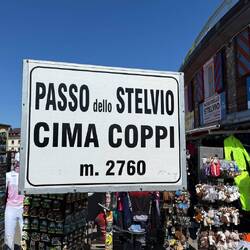 PASSO dello STELVIO
CIMA COPPI
m. 2760